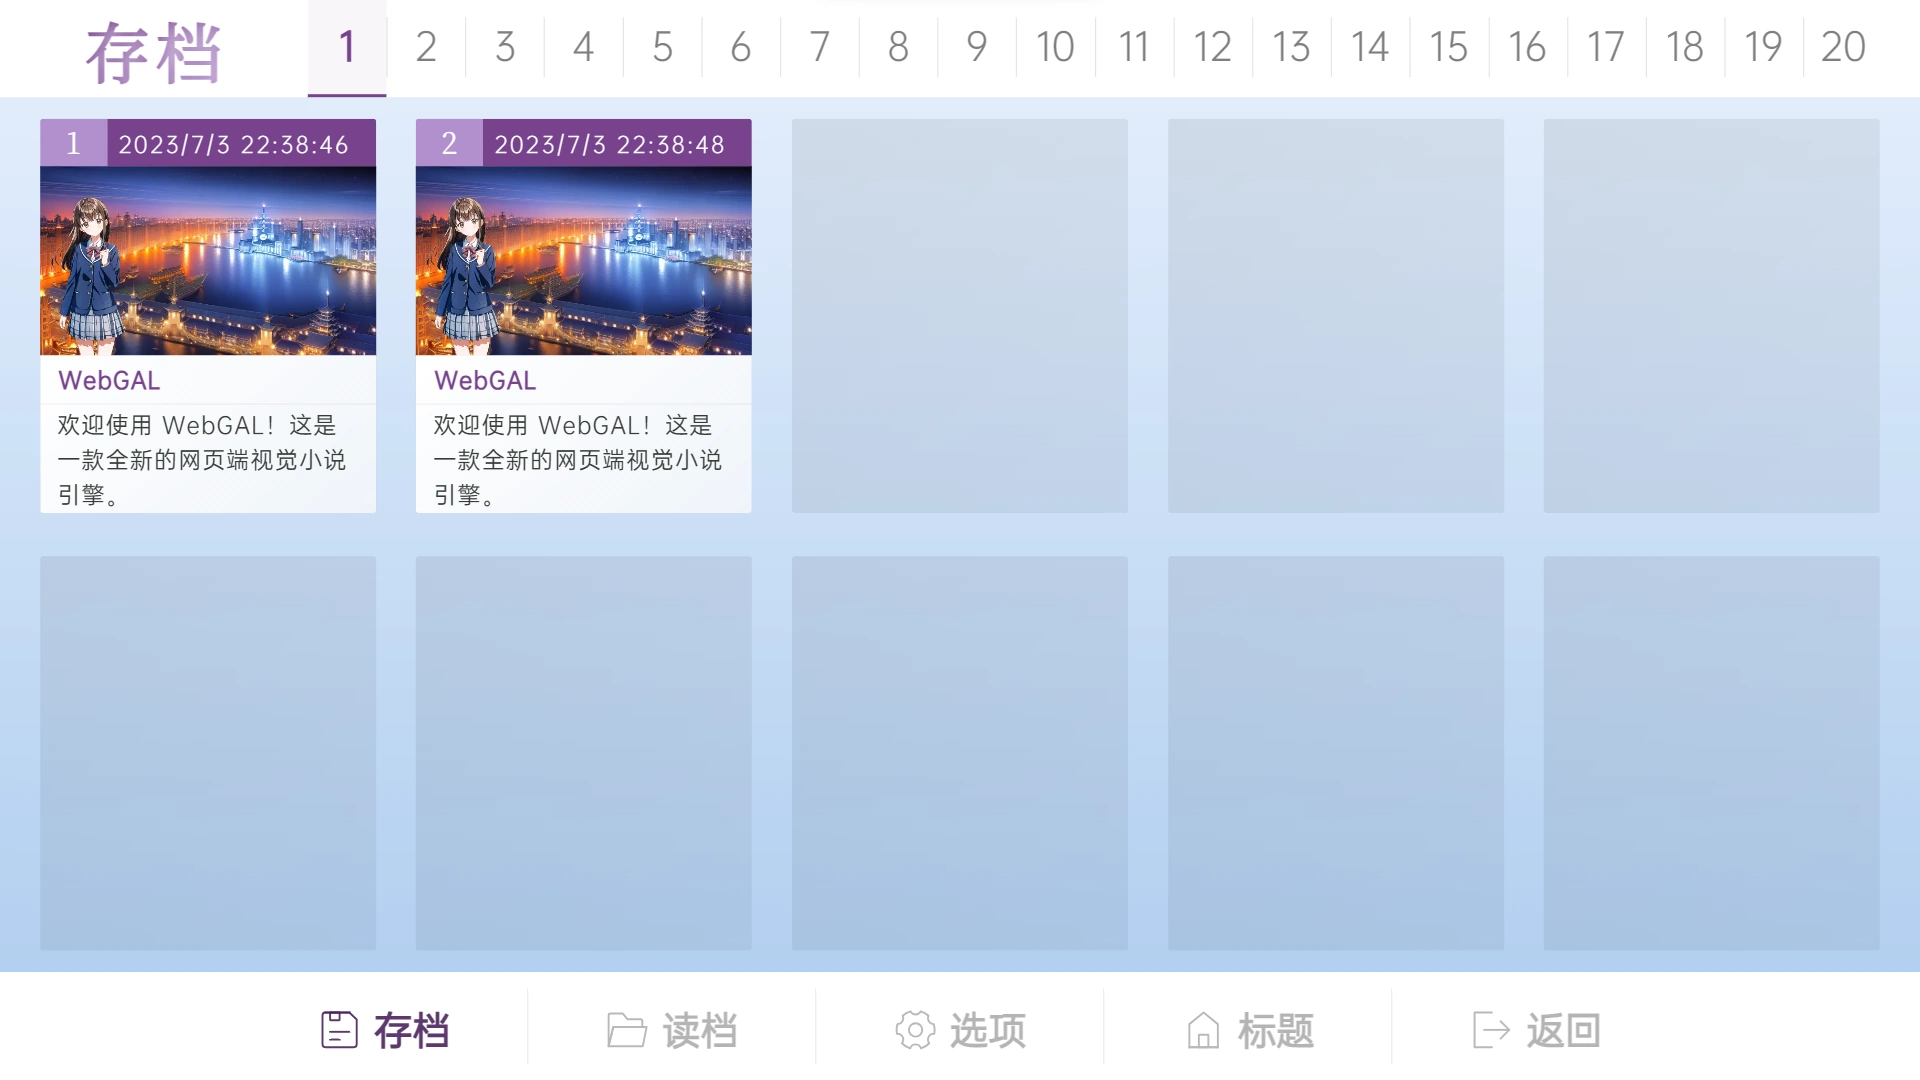 存档 1 2 3 4 5 6 7 8 9 10 11 12 13 14 15 16 17 18 19 20
1 2023/7/3 22:38:46
WebGAL
欢迎使用 WebGAL！这是
一款全新的网页端视觉小说
引擎。
2 2023/7/3 22:38:48
WebGAL
欢迎使用 WebGAL！这是
一款全新的网页端视觉小说
引擎。
存档 读档 选项 标题 返回